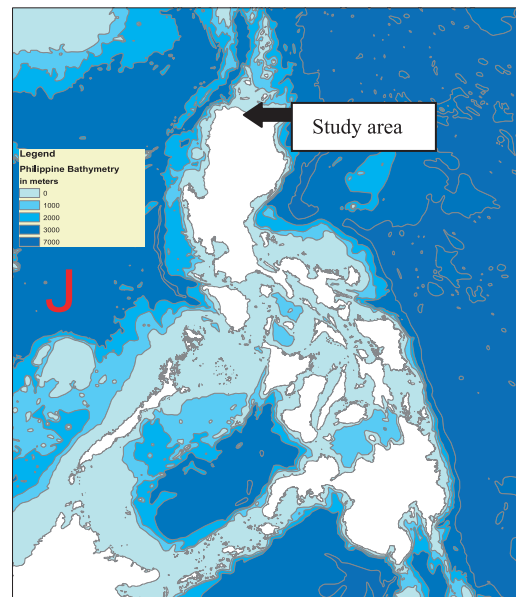 Study area
Legend
Philippine Bathymetry
in meters
0
1000
2000
3000
7000
J